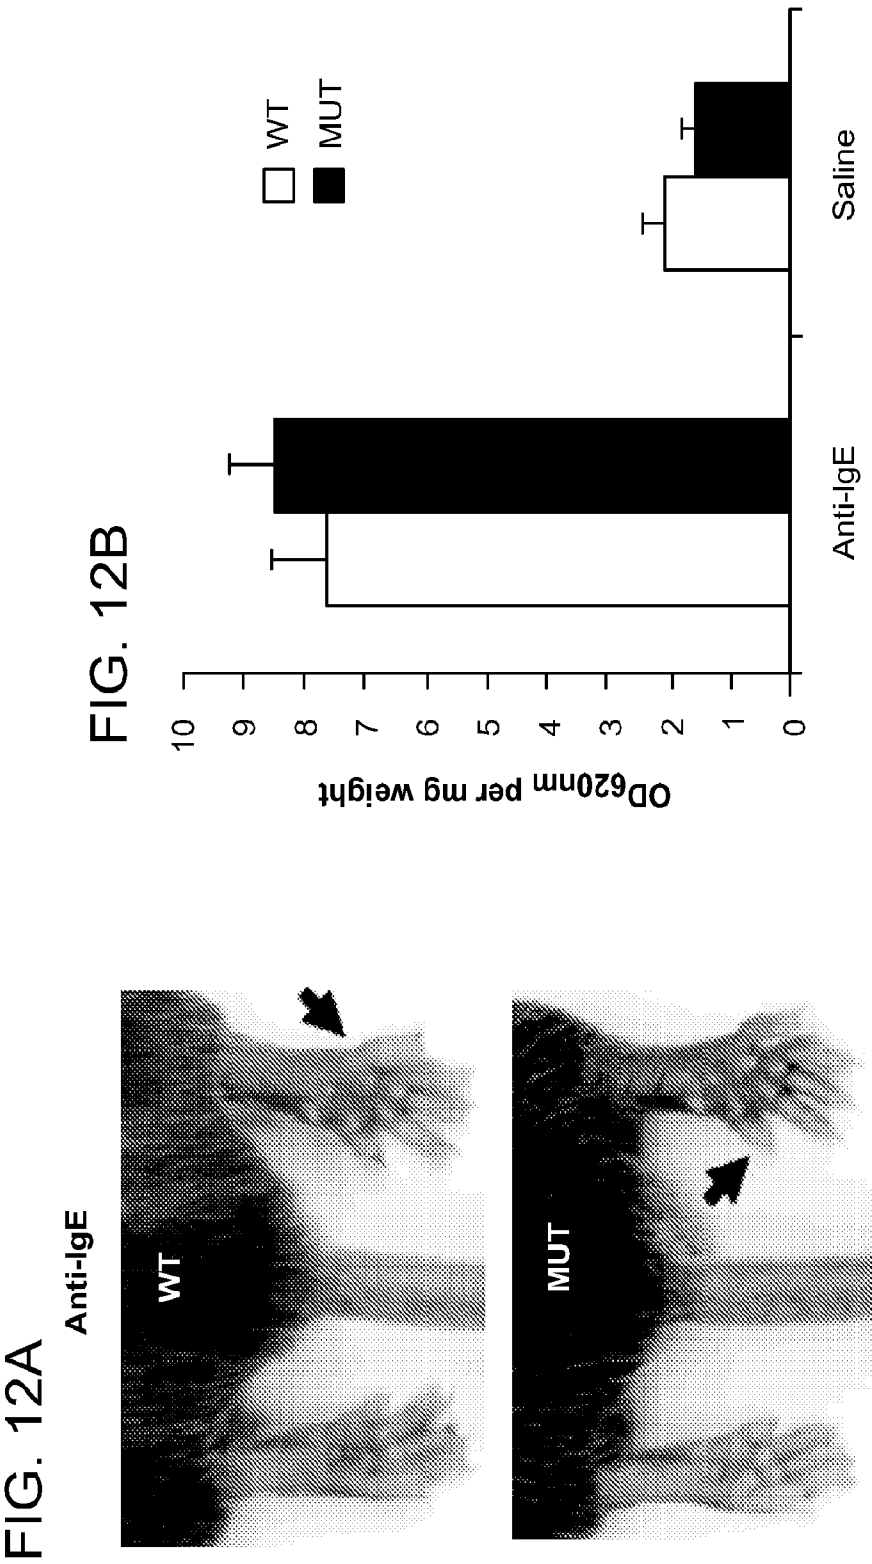 FIG. 12A
Anti-IgE
WT
MUT
FIG. 12B
OD620nm per mg weight
10
9
8
7
6
5
4
3
2
1
0
WT
MUT
Anti-IgE
Saline